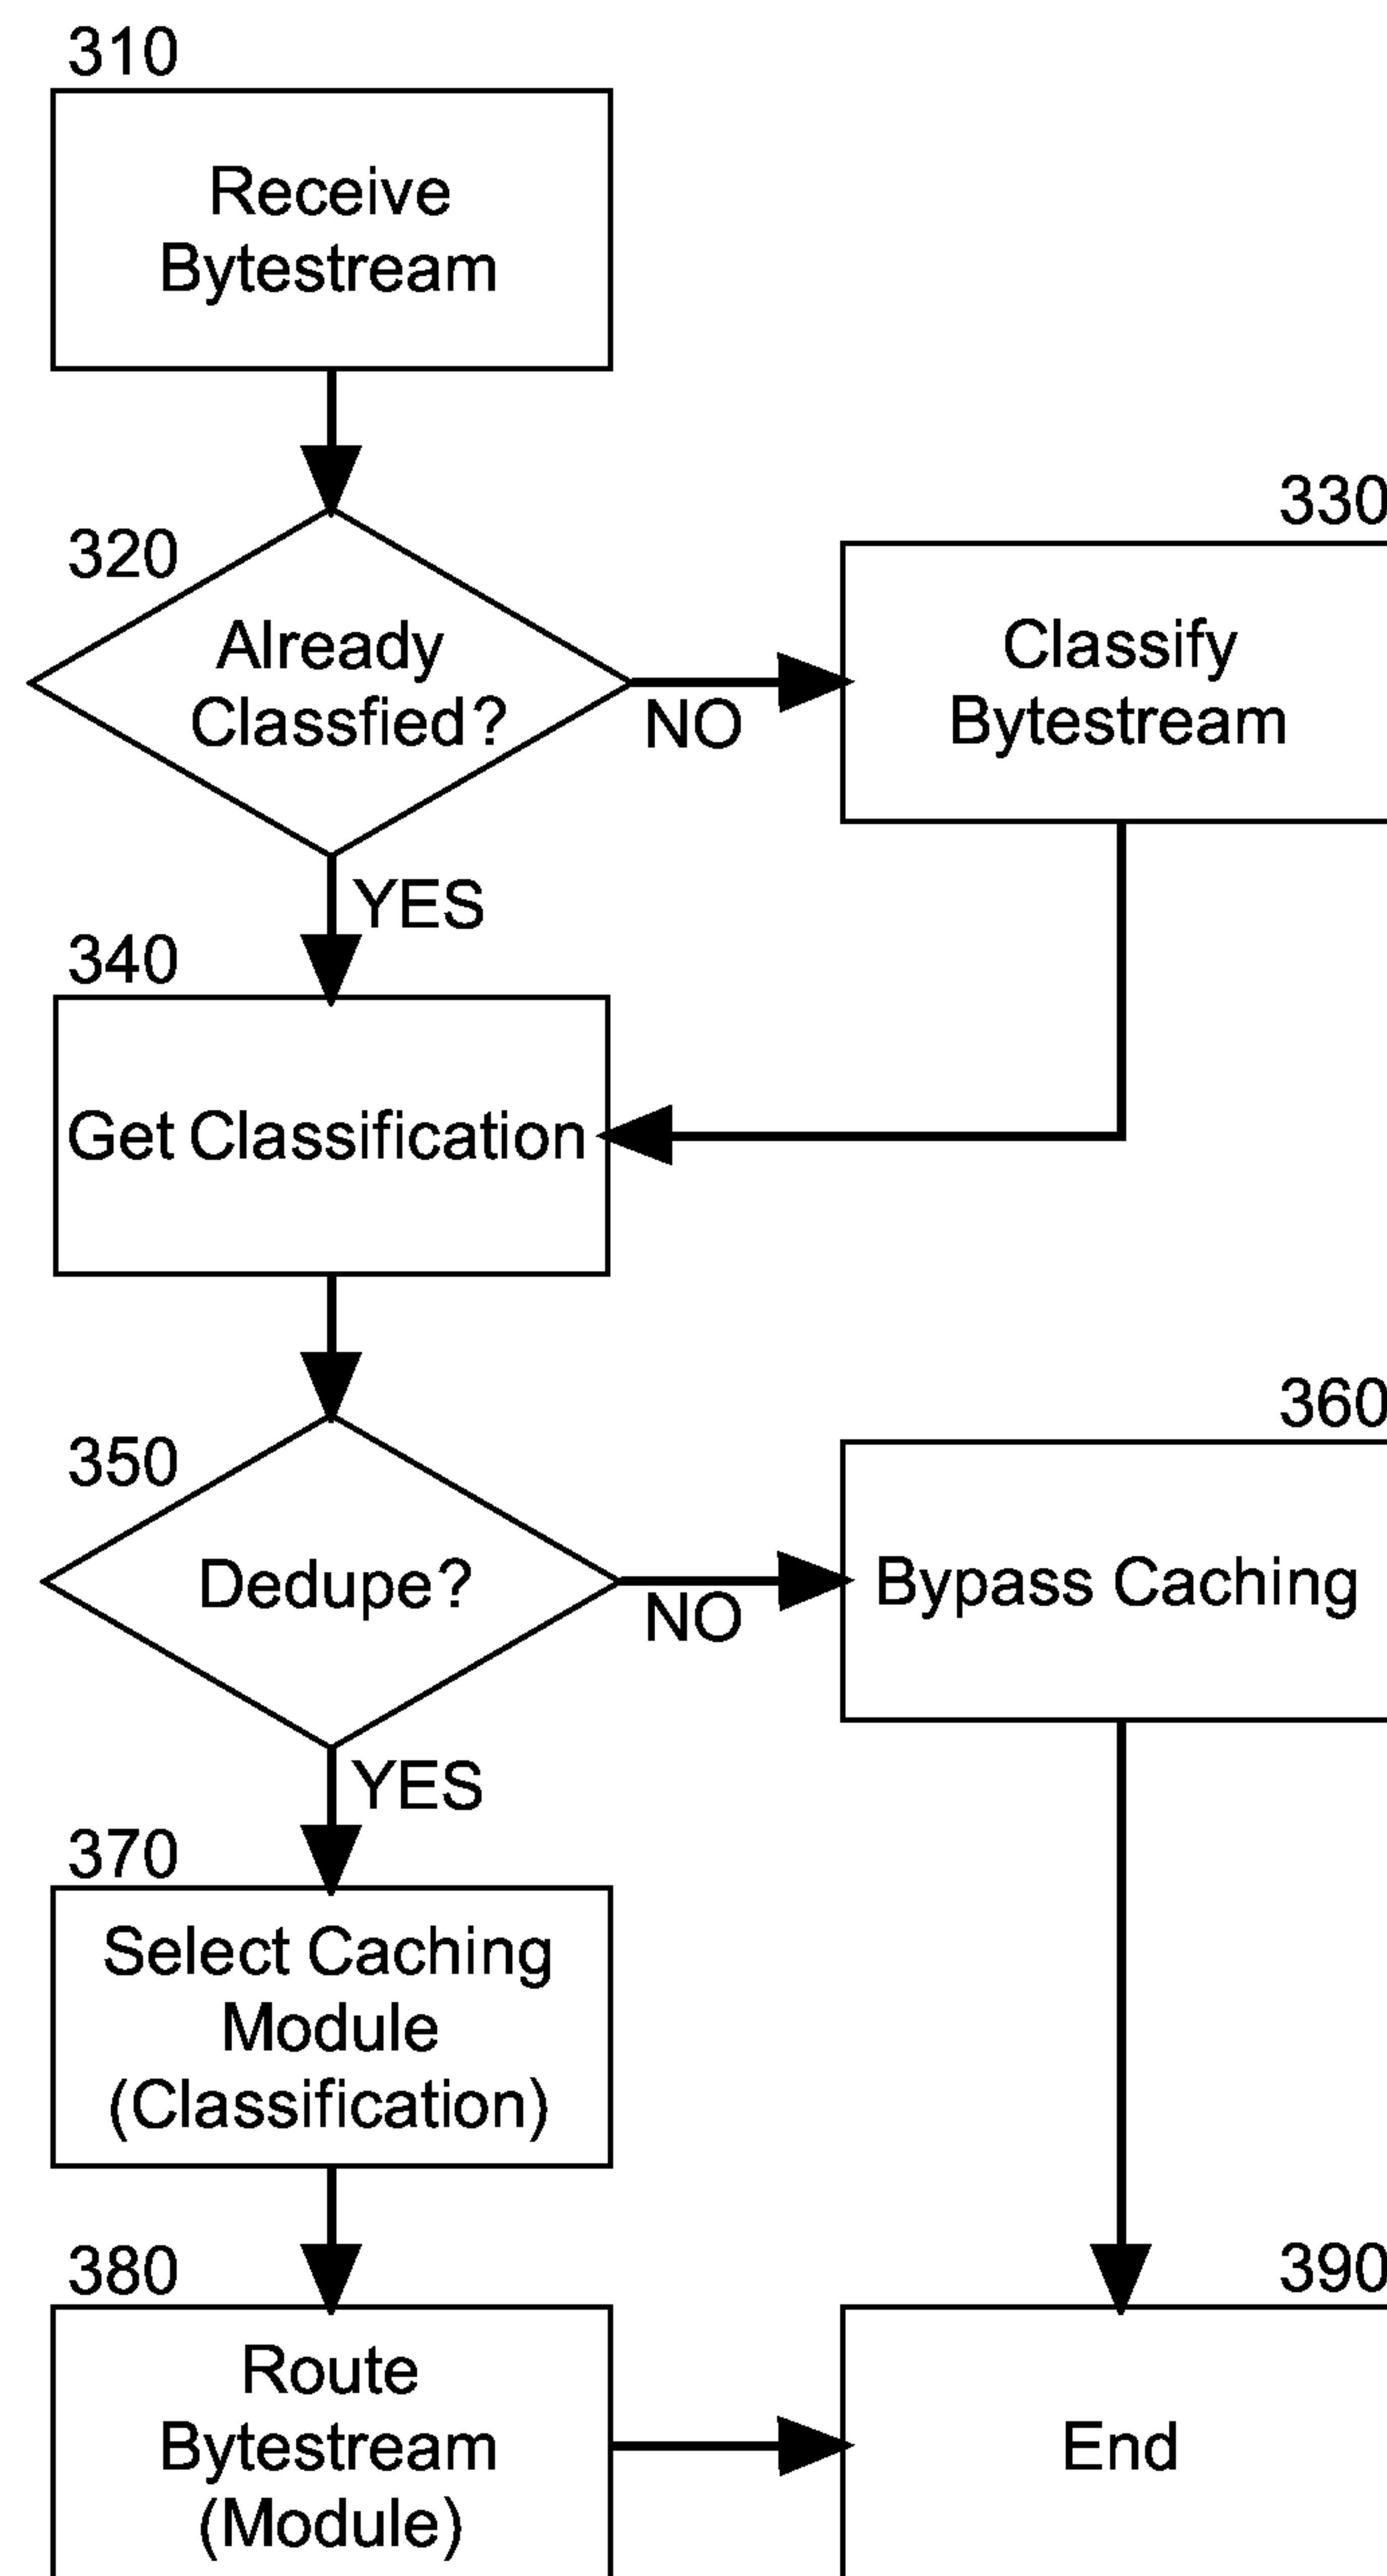 310
Receive
Bytestream
320
Already
Classfied?
NO
330
Classify
Bytestream
YES
340
Get Classification
350
Dedupe?
NO
360
Bypass Caching
YES
370
Select Caching
Module
(Classification)
380
Route
Bytestream
(Module)
390
End